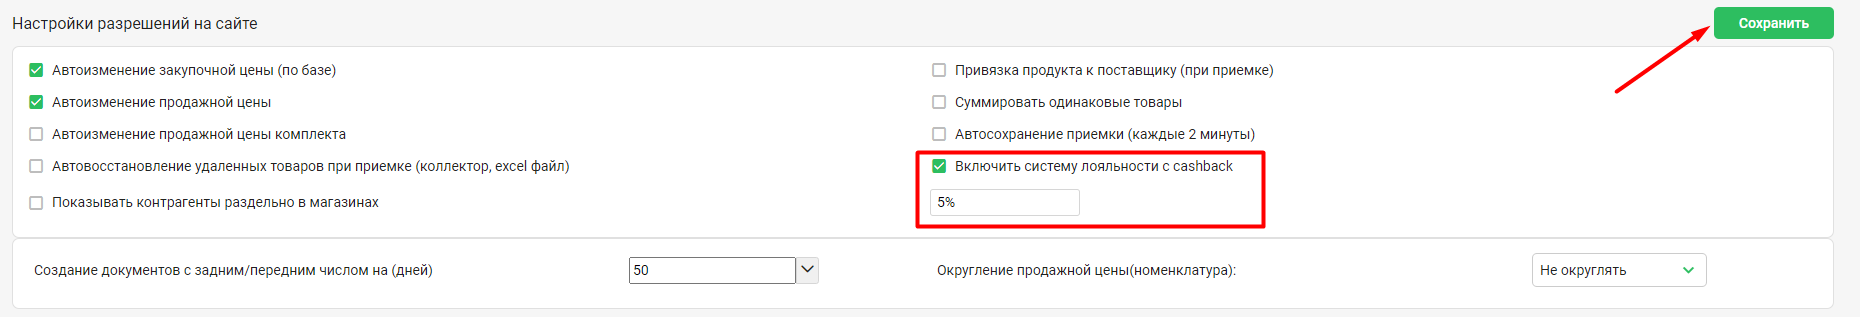 Настройки разрешений на сайте
Сохранить
Автоизменение закупочной цены (по базе)
Привязка продукта к поставщику (при приемке)
Автоизменение продажной цены
Суммировать одинаковые товары
Автоизменение продажной цены комплекта
Автосохранение приемки (каждые 2 минуты)
Автовосстановление удаленных товаров при приемке (коллектор, excel файл)
Включить систему лояльности с cashback
Показывать контрагенты раздельно в магазинах
5%
Создание документов с задним/передним числом на (дней)
50
Округление продажной цены(номенклатура):
Не округлять